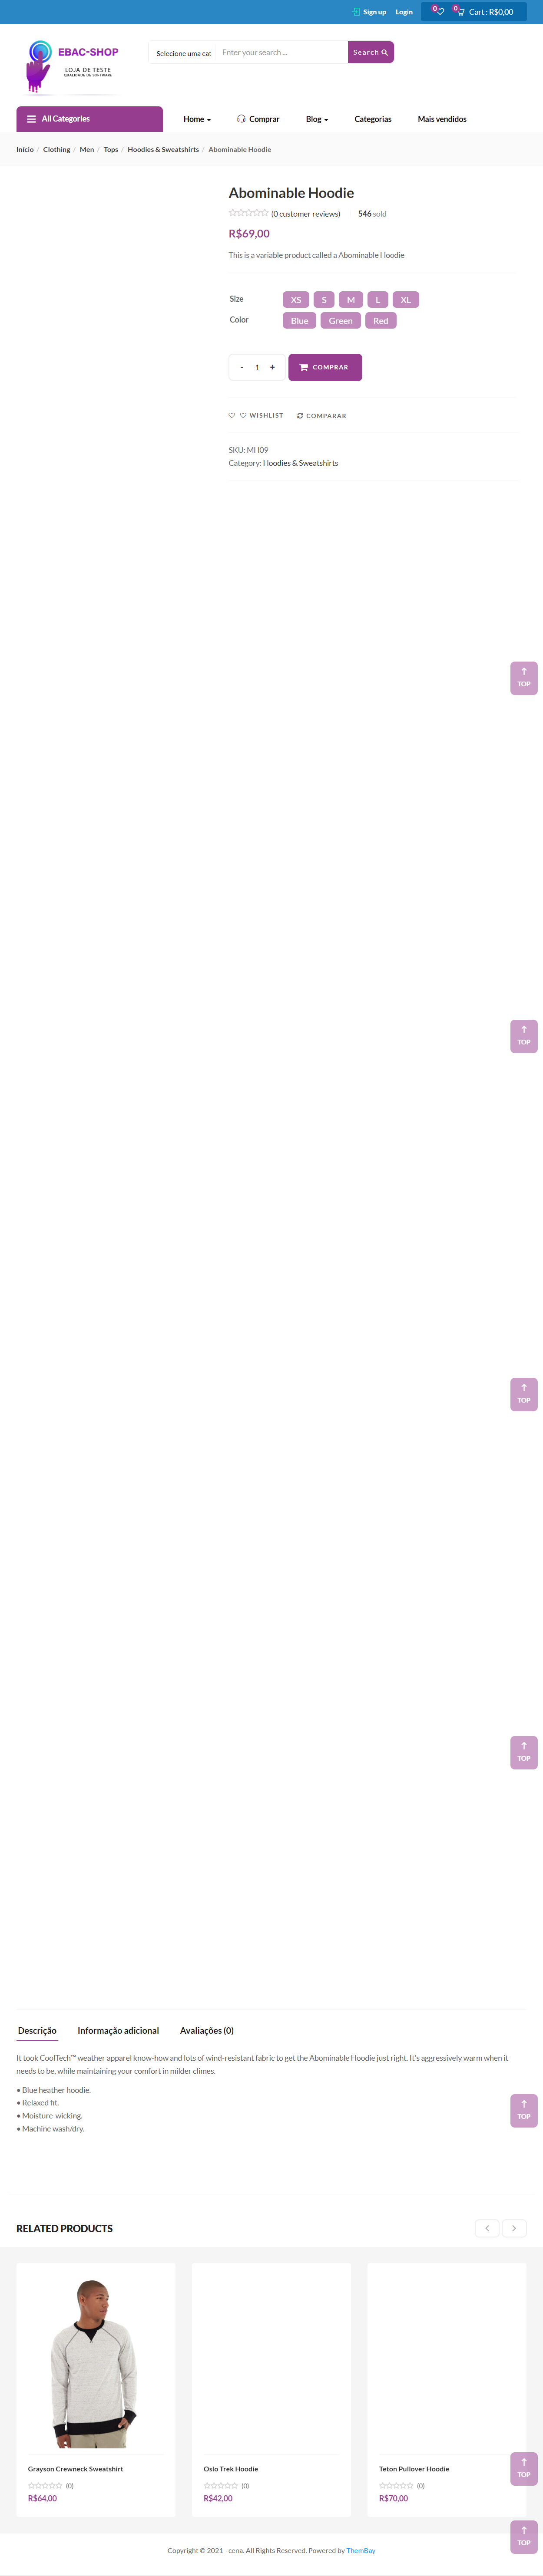 Sign up Login 0 0 Cart : R$0,00
EBAC-SHOP
LOJA DE TESTE
QUALIDADE DE SOFTWARE
Selecione uma cat Enter your search ... Search
All Categories Home Comprar Blog Categorias Mais vendidos
Início / Clothing / Men / Tops / Hoodies & Sweatshirts / Abominable Hoodie
Abominable Hoodie
(0 customer reviews) 546 sold
R$69,00
This is a variable product called a Abominable Hoodie
Size XS S M L XL
Color Blue Green Red
- 1 + COMPRAR
WISHLIST COMPARAR
SKU: MH09
Category: Hoodies & Sweatshirts
TOP
TOP
TOP
TOP
Descrição Informação adicional Avaliações (0)
It took CoolTech™ weather apparel know-how and lots of wind-resistant fabric to get the Abominable Hoodie just right. It's aggressively warm when it
needs to be, while maintaining your comfort in milder climes.
• Blue heather hoodie.
• Relaxed fit.
• Moisture-wicking.
• Machine wash/dry.
TOP
RELATED PRODUCTS
Grayson Crewneck Sweatshirt
(0)
R$64,00
Oslo Trek Hoodie
(0)
R$42,00
Teton Pullover Hoodie
(0)
R$70,00
TOP
TOP
Copyright © 2021 - cena. All Rights Reserved. Powered by ThemBay